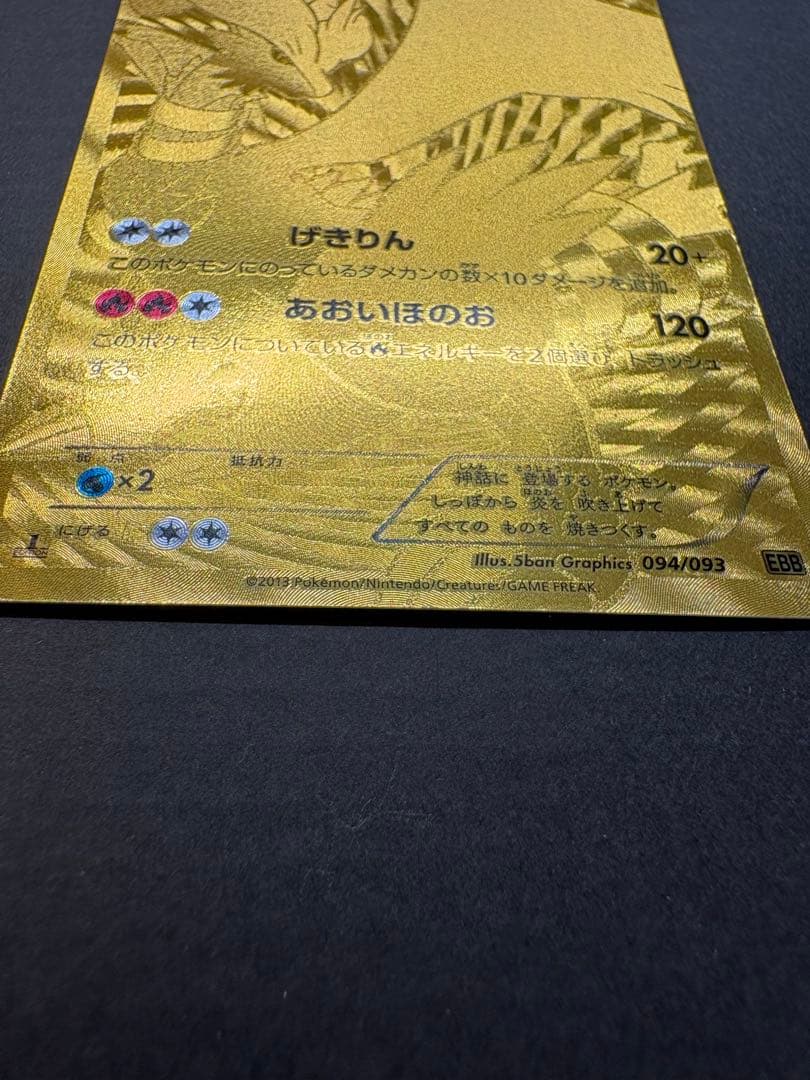 げきりん 20+
このポケモンにのっているダメカンの数×10ダメージを追加。
あおいほのお 120
このポケモンについている エネルギーを2個選び、トラッシュ
する。
弱点 抵抗力
×2
神話に 登場する ポケモン。
しっぽから 炎を 吹き上げて
すべての ものを 焼きつくす。
にげる
1
Illus.5ban Graphics 094/093 EBB
©2013 Pokémon/Nintendo/Creatures/GAME FREAK